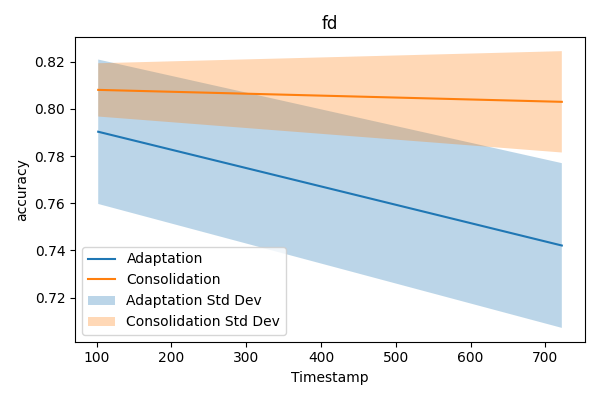 fd
accuracy
0.82
0.80
0.78
0.76
0.74
0.72
Adaptation
Consolidation
Adaptation Std Dev
Consolidation Std Dev
100 200 300 400 500 600 700
Timestamp